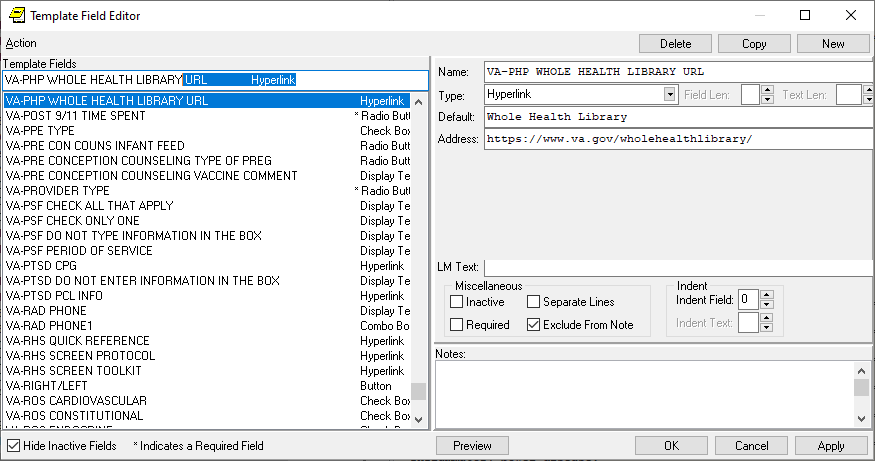 Template Field Editor
Action
Delete Copy New
Template Fields
VA-PHP WHOLE HEALTH LIBRARY URL Hyperlink
VA-PHP WHOLE HEALTH LIBRARY URL Hyperlink
VA-POST 9/11 TIME SPENT * Radio Butt
VA-PPE TYPE Check Box
VA-PRE CON COUNS INFANT FEED Radio Butt
VA-PRE CONCEPTION COUNSELING TYPE OF PREG Radio Butt
VA-PRE CONCEPTION COUNSELING VACCINE COMMENT Display Te
VA-PROVIDER TYPE * Radio Butt
VA-PSF CHECK ALL THAT APPLY Display Te
VA-PSF CHECK ONLY ONE Display Te
VA-PSF DO NOT TYPE INFORMATION IN THE BOX Display Te
VA-PSF PERIOD OF SERVICE Display Te
VA-PTSD CPG Hyperlink
VA-PTSD DO NOT ENTER INFORMATION IN THE BOX Display Te
VA-PTSD PCL INFO Hyperlink
VA-RAD PHONE Display Te
VA-RAD PHONE1 Combo Bo
VA-RHS QUICK REFERENCE Hyperlink
VA-RHS SCREEN PROTOCOL Hyperlink
VA-RHS SCREEN TOOLKIT Hyperlink
VA-RIGHT/LEFT Button
VA-ROS CARDIOVASCULAR Check Box
VA-ROS CONSTITUTIONAL Check Box
Name: VA-PHP WHOLE HEALTH LIBRARY URL
Type: Hyperlink Field Len: Text Len:
Default: Whole Health Library
Address: https://www.va.gov/wholehealthlibrary/
LM Text:
Miscellaneous
Inactive Separate Lines
Required Exclude From Note
Indent
Indent Field: 0
Indent Text:
Notes:
Hide Inactive Fields * Indicates a Required Field
Preview OK Cancel Apply